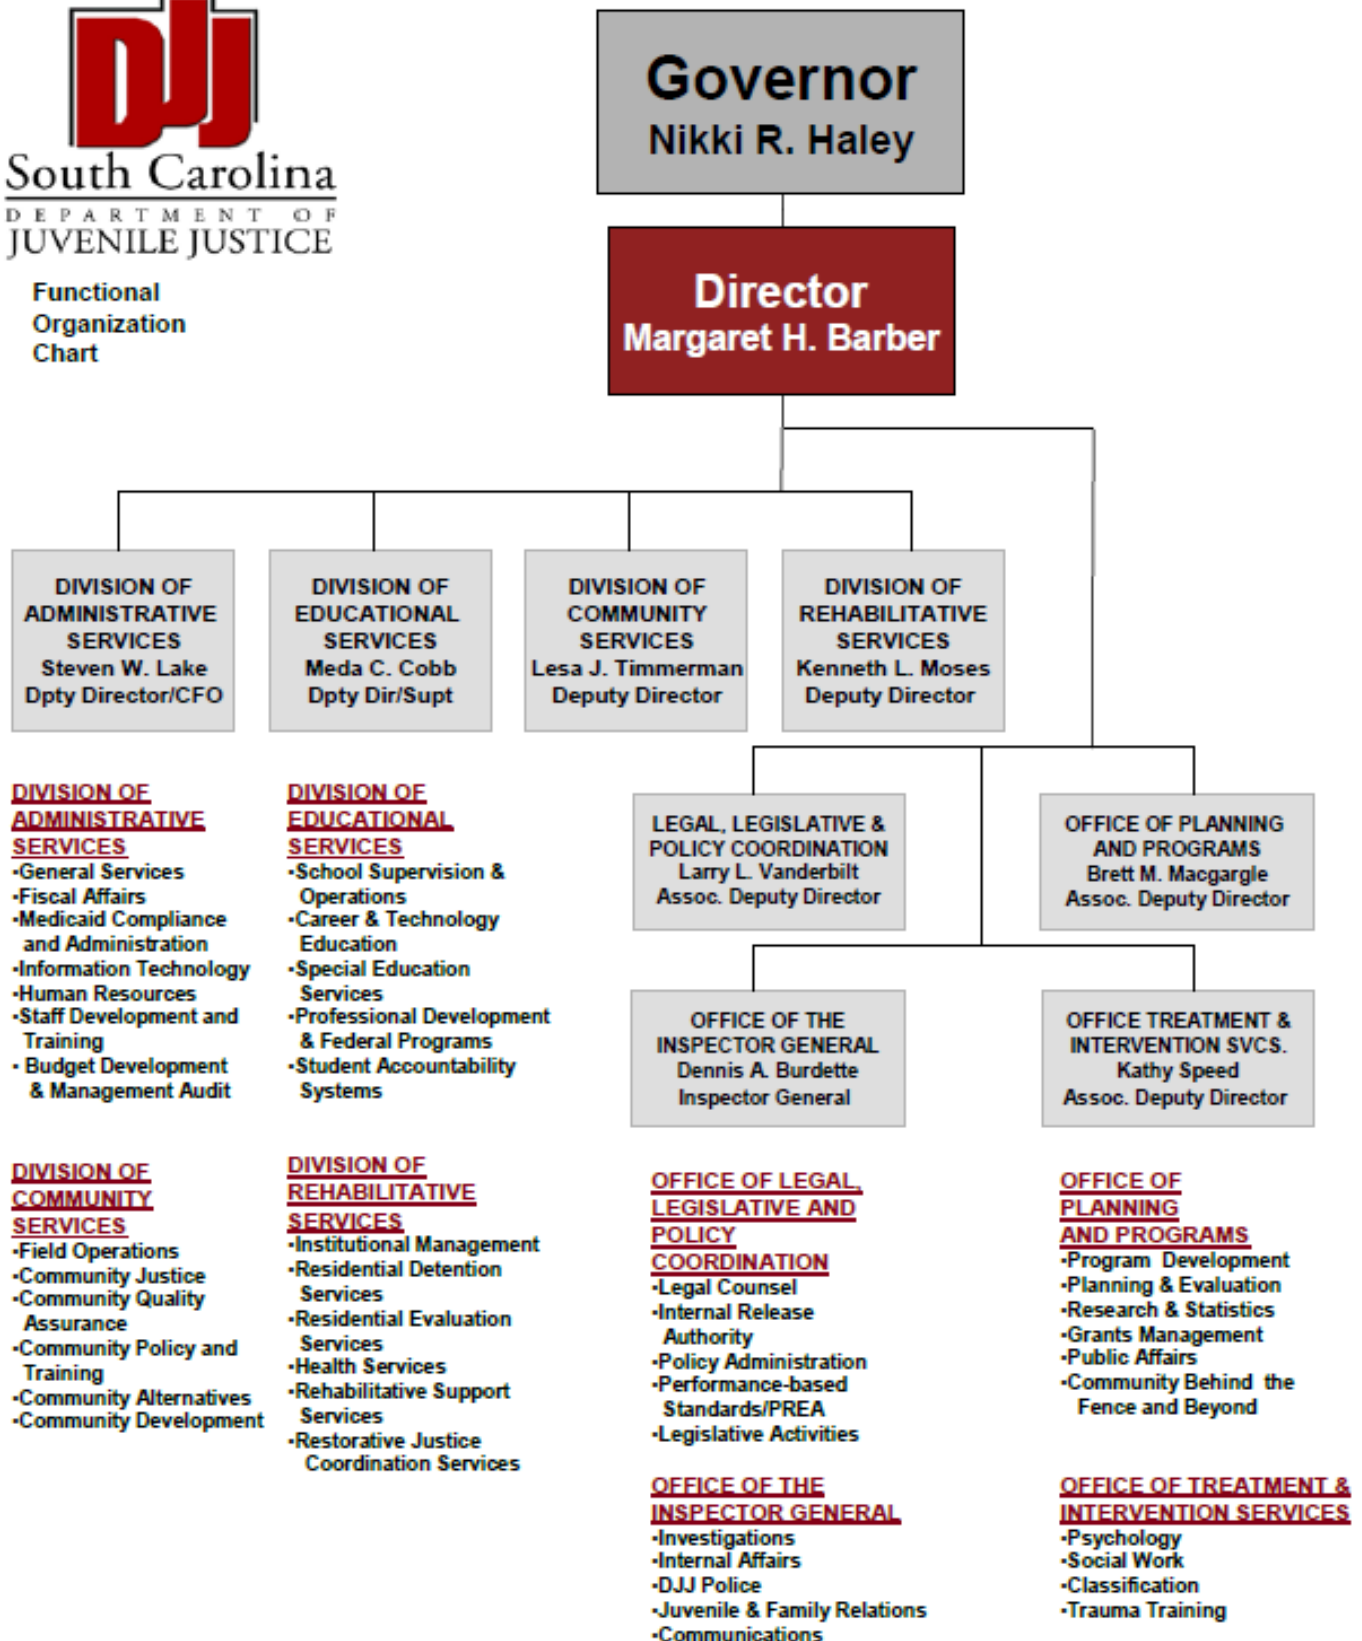 DJJ
South Carolina
DEPARTMENT OF
JUVENILE JUSTICE
Functional
Organization
Chart
Governor
Nikki R. Haley
Director
Margaret H. Barber
DIVISION OF
ADMINISTRATIVE
SERVICES
Steven W. Lake
Dpty Director/CFO
DIVISION OF
EDUCATIONAL
SERVICES
Meda C. Cobb
Dpty Dir/Supt
DIVISION OF
COMMUNITY
SERVICES
Lesa J. Timmerman
Deputy Director
DIVISION OF
REHABILITATIVE
SERVICES
Kenneth L. Moses
Deputy Director
LEGAL, LEGISLATIVE &
POLICY COORDINATION
Larry L. Vanderbilt
Assoc. Deputy Director
OFFICE OF PLANNING
AND PROGRAMS
Brett M. Macgargle
Assoc. Deputy Director
OFFICE OF THE
INSPECTOR GENERAL
Dennis A. Burdette
Inspector General
OFFICE TREATMENT &
INTERVENTION SVCS.
Kathy Speed
Assoc. Deputy Director
DIVISION OF
ADMINISTRATIVE
SERVICES
▪General Services
▪Fiscal Affairs
▪Medicaid Compliance
and Administration
▪Information Technology
▪Human Resources
▪Staff Development and
Training
▪ Budget Development
& Management Audit
DIVISION OF
EDUCATIONAL
SERVICES
▪School Supervision &
Operations
▪Career & Technology
Education
▪Special Education
Services
▪Professional Development
& Federal Programs
▪Student Accountability
Systems
DIVISION OF
COMMUNITY
SERVICES
▪Field Operations
▪Community Justice
▪Community Quality
Assurance
▪Community Policy and
Training
▪Community Alternatives
▪Community Development
DIVISION OF
REHABILITATIVE
SERVICES
▪Institutional Management
▪Residential Detention
Services
▪Residential Evaluation
Services
▪Health Services
▪Rehabilitative Support
Services
▪Restorative Justice
Coordination Services
OFFICE OF LEGAL,
LEGISLATIVE AND
POLICY
COORDINATION
▪Legal Counsel
▪Internal Release
Authority
▪Policy Administration
▪Performance-based
Standards/PREA
▪Legislative Activities
OFFICE OF
PLANNING
AND PROGRAMS
▪Program Development
▪Planning & Evaluation
▪Research & Statistics
▪Grants Management
▪Public Affairs
▪Community Behind the
Fence and Beyond
OFFICE OF THE
INSPECTOR GENERAL
▪Investigations
▪Internal Affairs
▪DJJ Police
▪Juvenile & Family Relations
▪Communications
OFFICE OF TREATMENT &
INTERVENTION SERVICES
▪Psychology
▪Social Work
▪Classification
▪Trauma Training